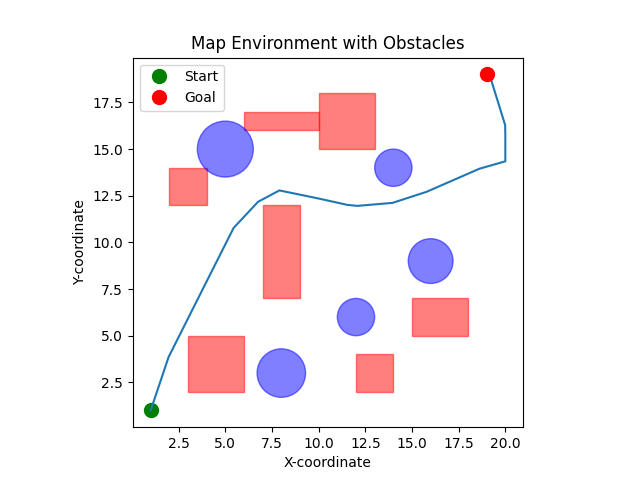 Map Environment with Obstacles
Start
Goal
17.5
15.0
12.5
10.0
7.5
5.0
2.5
Y-coordinate
2.5 5.0 7.5 10.0 12.5 15.0 17.5 20.0
X-coordinate